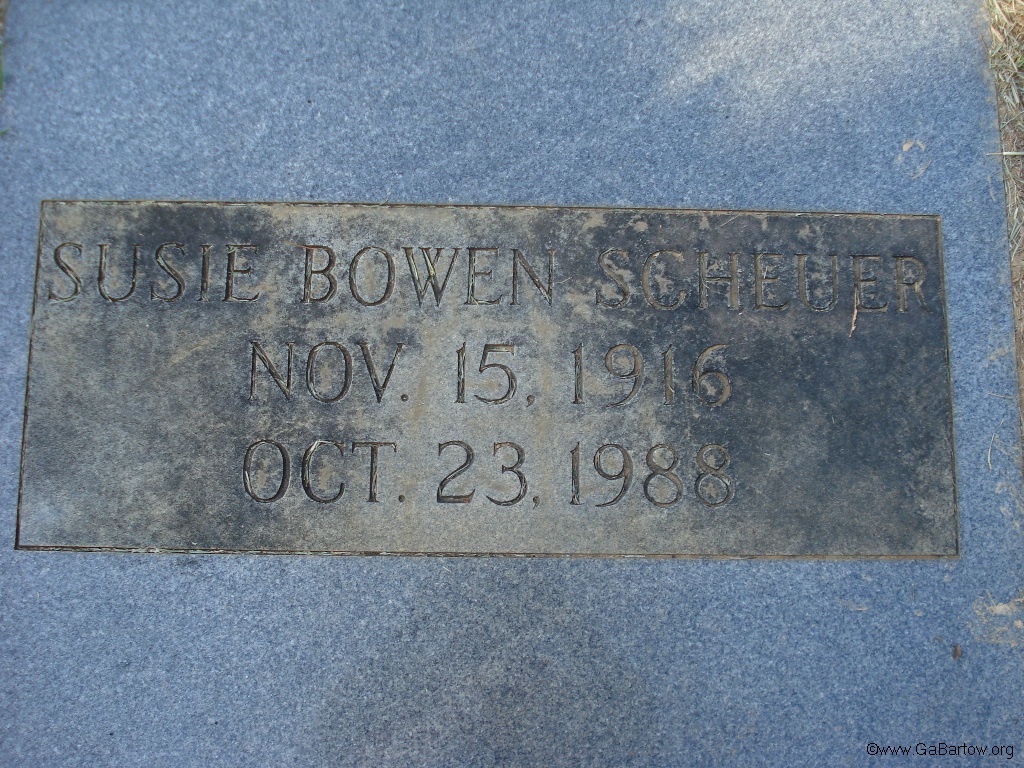 SUSIE BOWEN SCHEUER
NOV. 15, 1916
OCT. 23, 1988
©www.GaBartow.org